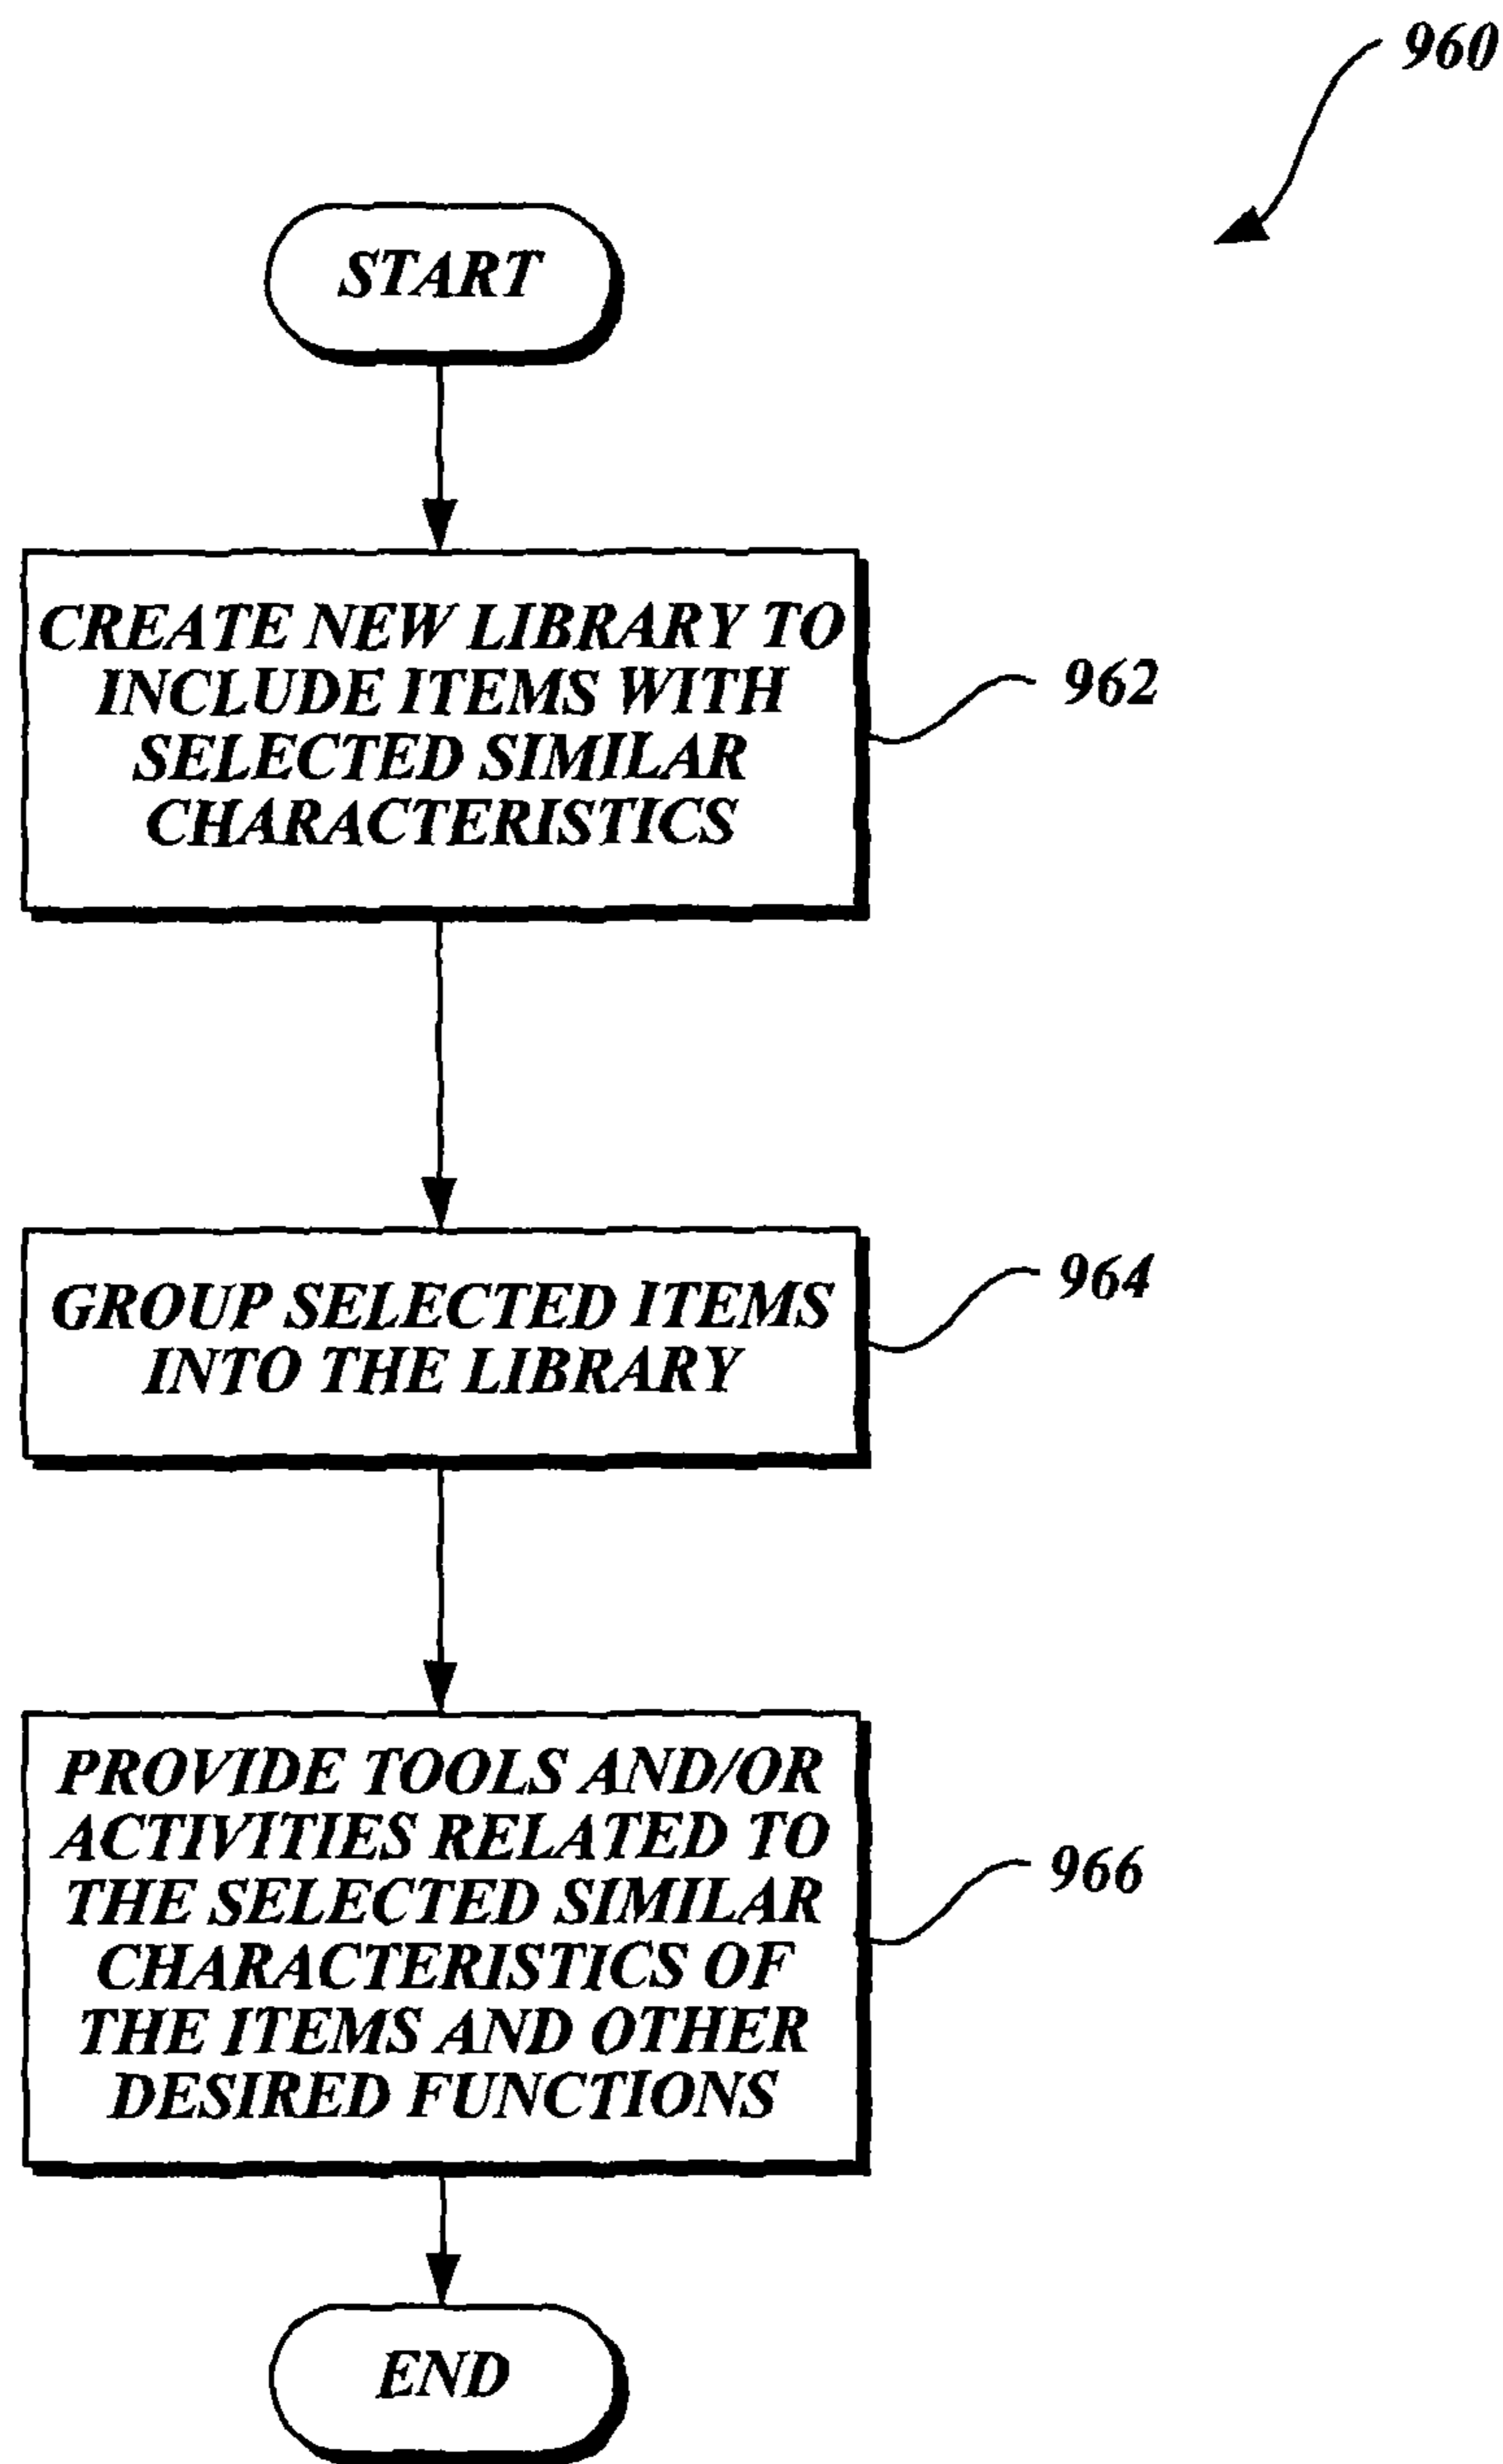 960
START
CREATE NEW LIBRARY TO
INCLUDE ITEMS WITH
SELECTED SIMILAR
CHARACTERISTICS
962
GROUP SELECTED ITEMS
INTO THE LIBRARY
964
PROVIDE TOOLS AND/OR
ACTIVITIES RELATED TO
THE SELECTED SIMILAR
CHARACTERISTICS OF
THE ITEMS AND OTHER
DESIRED FUNCTIONS
966
END